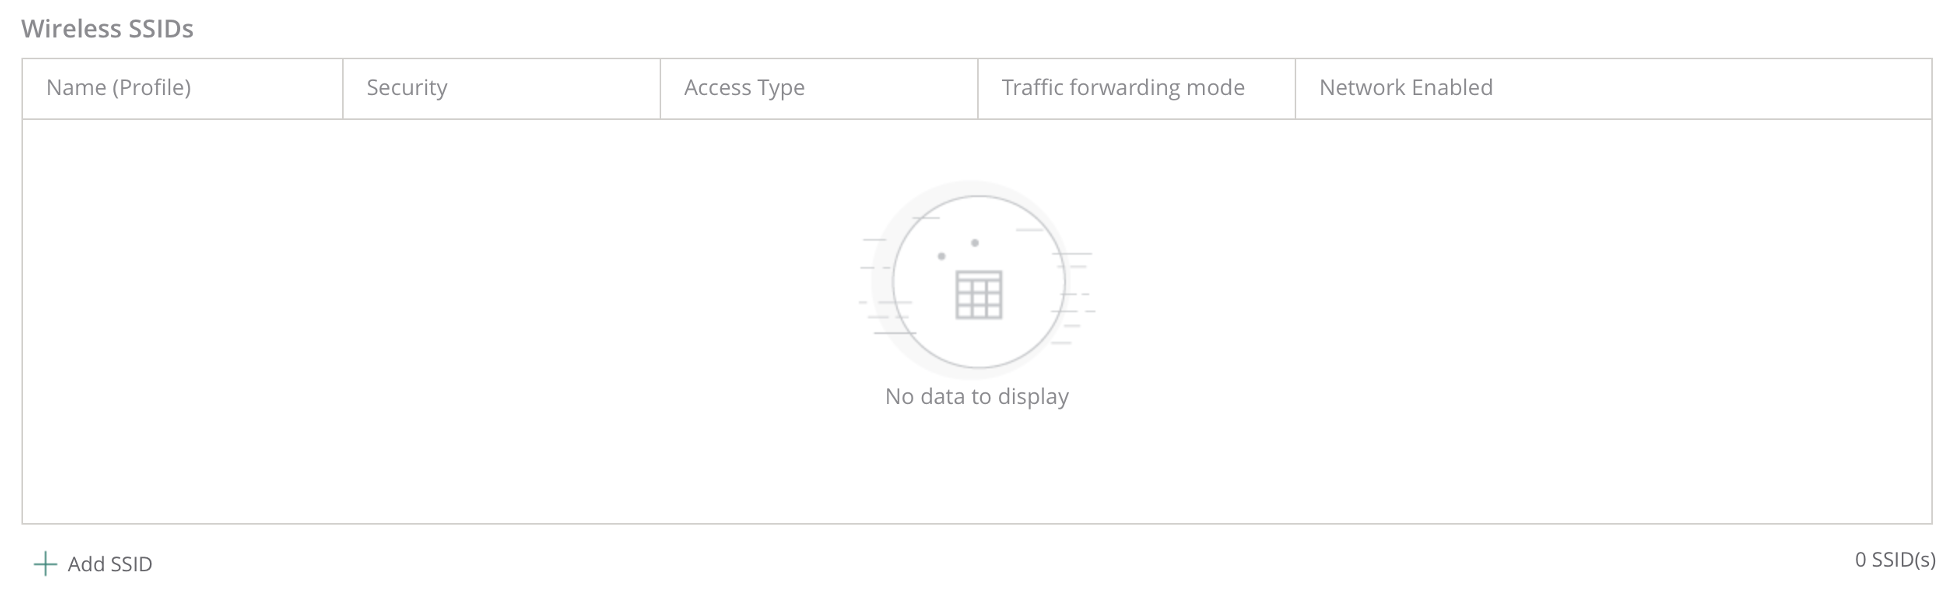 Wireless SSIDs
Name (Profile) Security Access Type Traffic forwarding mode Network Enabled
No data to display
Add SSID 0 SSID(s)